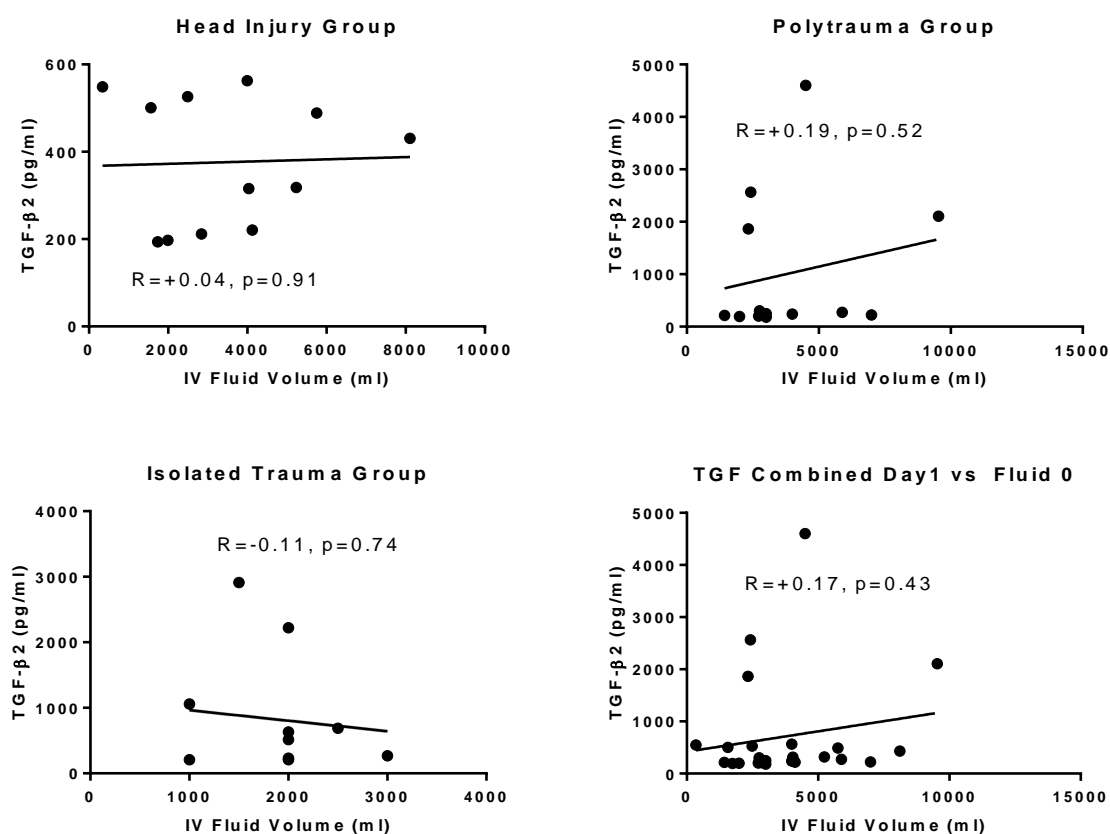 Head Injury Group
600
400
200
0
TGF-β2 (pg/ml)
R=+0.04, p=0.91
0 2000 4000 6000 8000 10000
IV Fluid Volume (ml)
Polytrauma Group
5000
4000
3000
2000
1000
0
TGF-β2 (pg/ml)
R=+0.19, p=0.52
0 5000 10000 15000
IV Fluid Volume (ml)
Isolated Trauma Group
4000
3000
2000
1000
0
TGF-β2 (pg/ml)
R=-0.11, p=0.74
0 1000 2000 3000 4000
IV Fluid Volume (ml)
TGF Combined Day1 vs Fluid 0
5000
4000
3000
2000
1000
0
TGF-β2 (pg/ml)
R=+0.17, p=0.43
0 5000 10000 15000
IV Fluid Volume (ml)